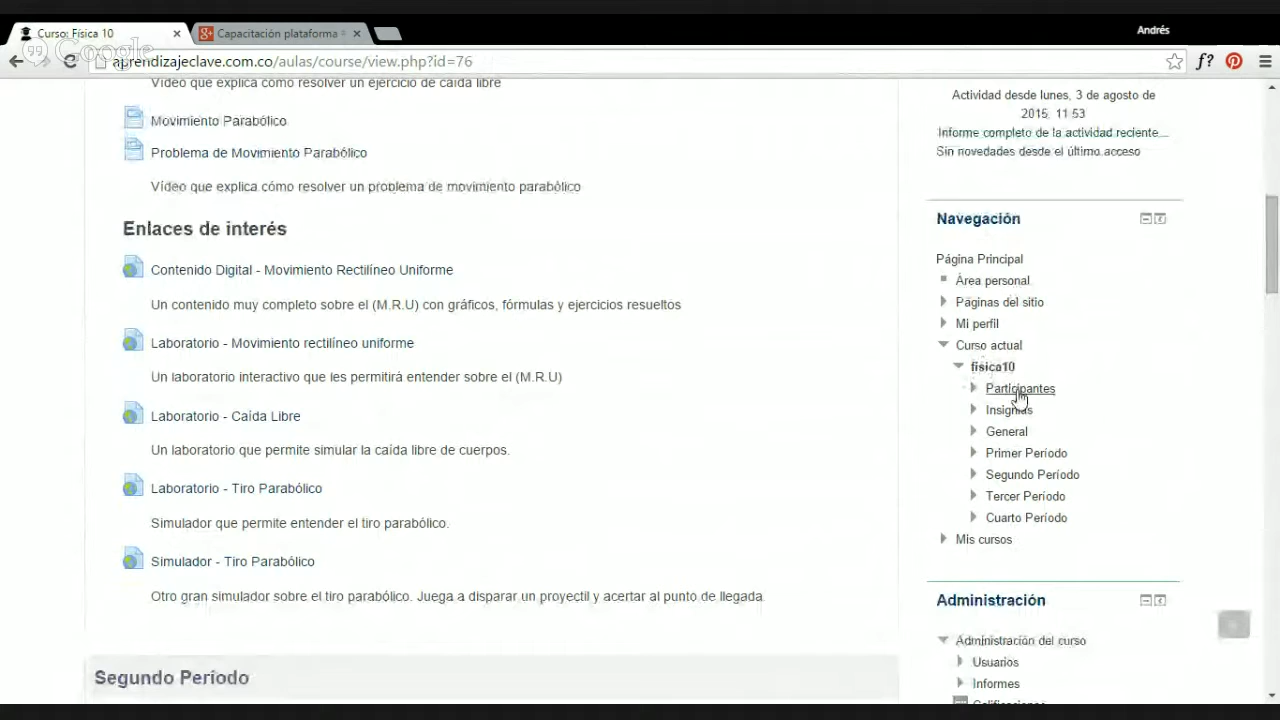 Curso: Física 10
Capacitación plataforma
Andrés
Google
aprendizajeclave.com.co/aulas/course/view.php?id=76
f?
Vídeo que explica cómo resolver un ejercicio de caída libre
Movimiento Parabólico
Problema de Movimiento Parabólico
Vídeo que explica cómo resolver un problema de movimiento parabólico
Enlaces de interés
Contenido Digital - Movimiento Rectilíneo Uniforme
Un contenido muy completo sobre el (M.R.U) con gráficos, fórmulas y ejercicios resueltos
Laboratorio - Movimiento rectilíneo uniforme
Un laboratorio interactivo que les permitirá entender sobre el (M.R.U)
Laboratorio - Caída Libre
Un laboratorio que permite simular la caída libre de cuerpos.
Laboratorio - Tiro Parabólico
Simulador que permite entender el tiro parabólico.
Simulador - Tiro Parabólico
Otro gran simulador sobre el tiro parabólico. Juega a disparar un proyectil y acertar al punto de llegada.
Segundo Período
Actividad desde lunes, 3 de agosto de
2015, 11:53
Informe completo de la actividad reciente...
Sin novedades desde el último acceso
Navegación
Página Principal
Área personal
Páginas del sitio
Mi perfil
Curso actual
fisica10
Participantes
Insignias
General
Primer Período
Segundo Período
Tercer Período
Cuarto Período
Mis cursos
Administración
Administración del curso
Usuarios
Informes
Calificaciones